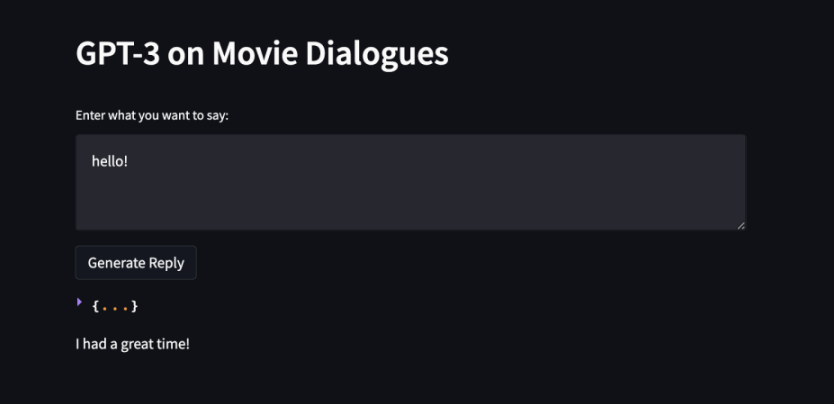 GPT-3 on Movie Dialogues
Enter what you want to say:
hello!
Generate Reply
{...}
I had a great time!